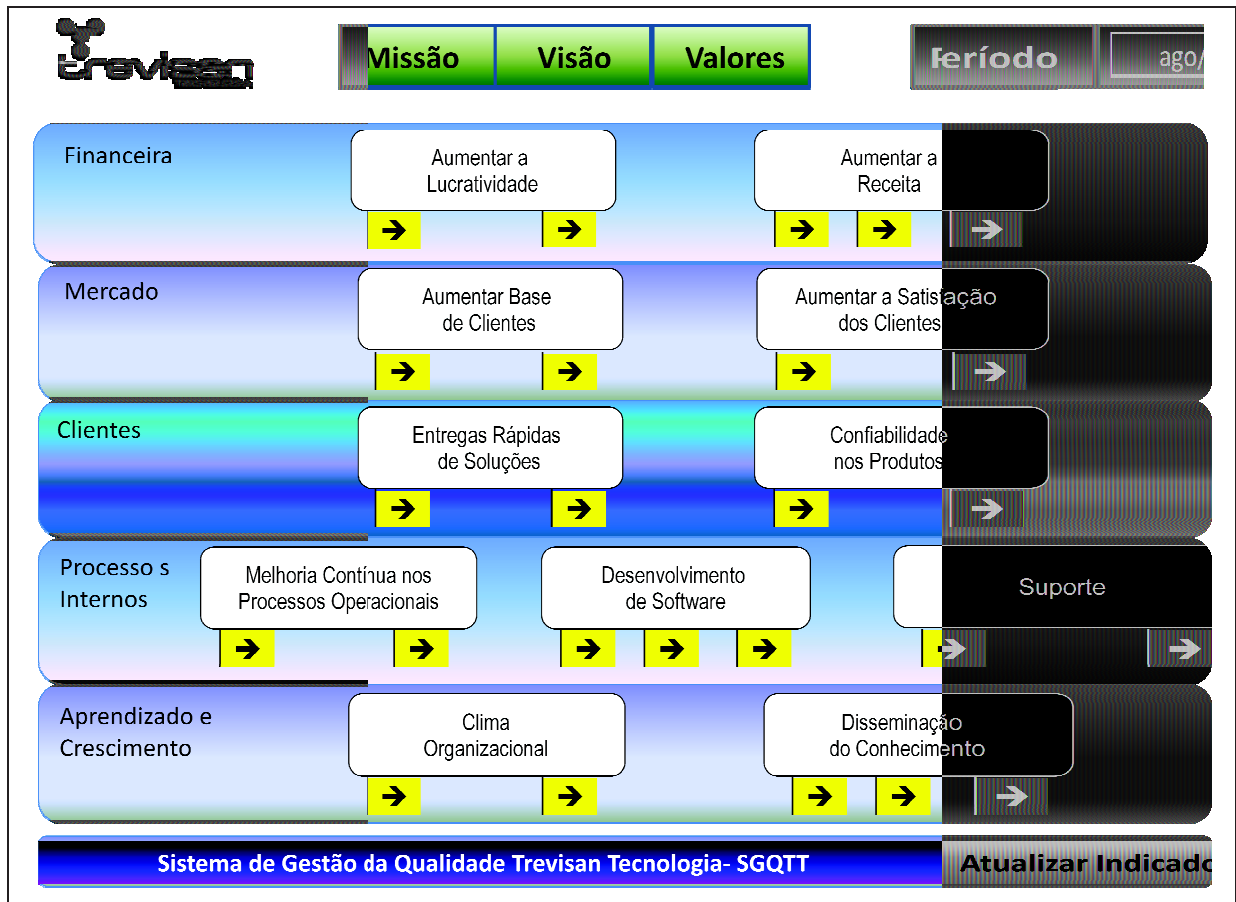 trevisan
Missão
Visão
Valores
Período
ago/
Financeira
Aumentar a
Lucratividade
Aumentar a
Receita
Mercado
Aumentar Base
de Clientes
Aumentar a Satisfação
dos Clientes
Clientes
Entregas Rápidas
de Soluções
Confiabilidade
nos Produtos
Processo s
Internos
Melhoria Contínua nos
Processos Operacionais
Desenvolvimento
de Software
Suporte
Aprendizado e
Crescimento
Clima
Organizacional
Disseminação
do Conhecimento
Sistema de Gestão da Qualidade Trevisan Tecnologia- SGQTT
Atualizar Indicado